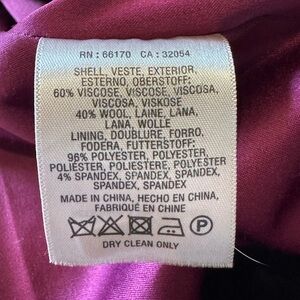 RN : 66170 CA : 32054
SHELL, VESTE, EXTERIOR,
ESTERNO, OBERSTOFF:
60% VISCOSE, VISCOSE, VISCOSA,
VISCOSA, VISKOSE
40% WOOL, LAINE, LANA,
LANA, WOLLE
LINING, DOUBLURE, FORRO,
FODERA, FUTTERSTOFF:
96% POLYESTER, POLYESTER,
POLIÉSTER, POLIESTERE, POLYESTER
4% SPANDEX, SPANDEX,
SPANDEX, SPANDEX, SPANDEX
MADE IN CHINA, HECHO EN CHINA,
FABRIQUÉ EN CHINE
P
DRY CLEAN ONLY